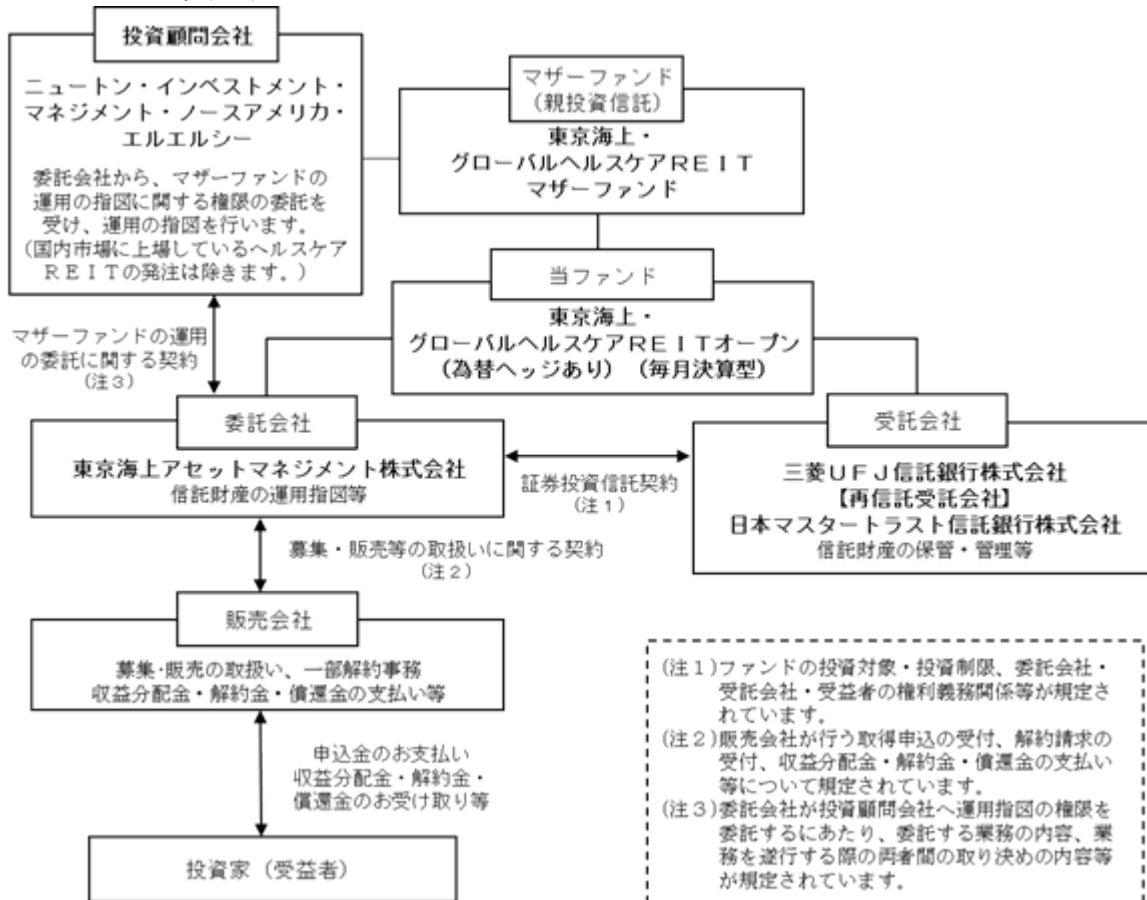 投資顧問会社
ニュートン・インベストメント・
マネジメント・ノースアメリカ・
エルエルシー
委託会社から、マザーファンドの
運用の指図に関する権限の委託を
受け、運用の指図を行います。
(国内市場に上場しているヘルスケア
ＲＥＩＴの発注は除きます。)
マザーファンド
(親投資信託)
東京海上・
グローバルヘルスケアＲＥＩＴ
マザーファンド
当ファンド
東京海上・
グローバルヘルスケアＲＥＩＴオープン
(為替ヘッジあり) (毎月決算型)
マザーファンドの運用
の委託に関する契約
(注３)
委託会社
東京海上アセットマネジメント株式会社
信託財産の運用指図等
証券投資信託契約
(注１)
受託会社
三菱ＵＦＪ信託銀行株式会社
【再信託受託会社】
日本マスタートラスト信託銀行株式会社
信託財産の保管・管理等
募集・販売等の取扱いに関する契約
(注２)
販売会社
募集・販売の取扱い、一部解約事務
収益分配金・解約金・償還金の支払い等
申込金のお支払い
収益分配金・解約金・
償還金のお受け取り等
投資家（受益者）
(注１)ファンドの投資対象・投資制限、委託会社・
受託会社・受益者の権利義務関係等が規定さ
れています。
(注２)販売会社が行う取得申込の受付、解約請求の
受付、収益分配金・解約金・償還金の支払い
等について規定されています。
(注３)委託会社が投資顧問会社へ運用指図の権限を
委託するにあたり、委託する業務の内容、業
務を遂行する際の両者間の取り決めの内容等
が規定されています。